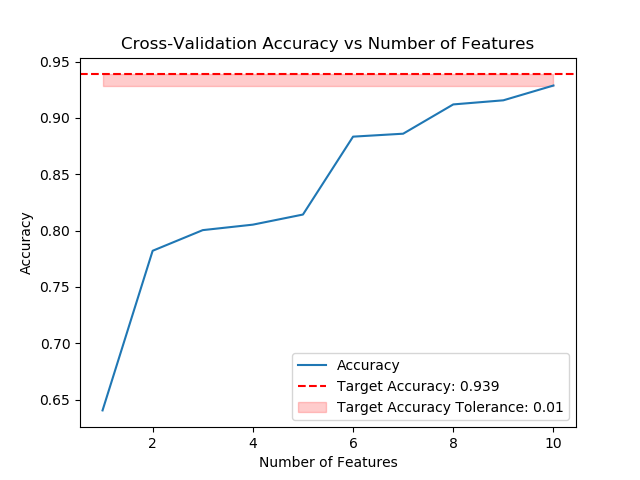 Cross-Validation Accuracy vs Number of Features
0.95
0.90
0.85
0.80
0.75
0.70
0.65
Accuracy
Accuracy
Target Accuracy: 0.939
Target Accuracy Tolerance: 0.01
2 4 6 8 10
Number of Features